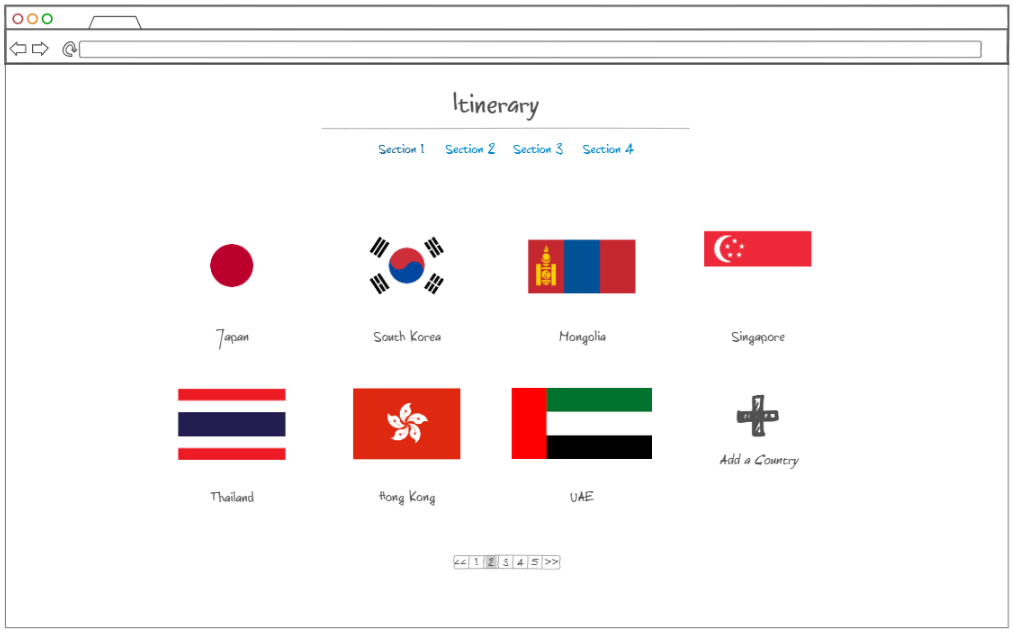 Itinerary
Section 1 Section 2 Section 3 Section 4
Japan South Korea Mongolia Singapore
Add a Country
Thailand Hong Kong UAE
<< 1 2 3 4 5 >>